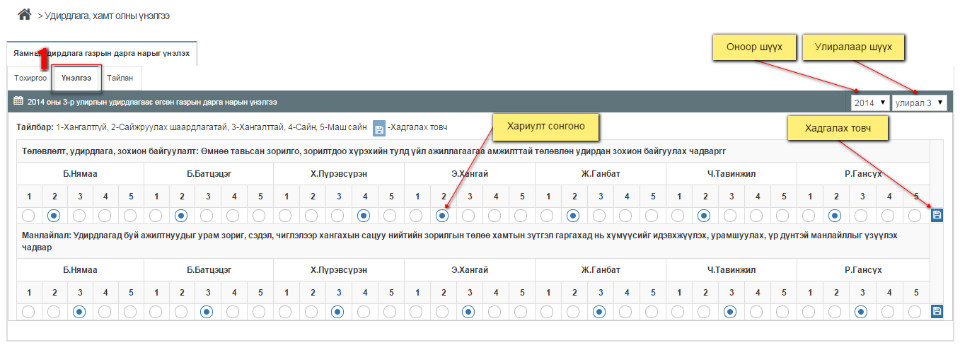 > Удирдлага, хамт олны үнэлгээ
Яамны удирдлага газрын дарга нарыг үнэлэх
1
Оноор шүүх
Улиралаар шүүх
Тохиргоо Үнэлгээ Тайлан
2014 оны 3-р улирлын удирдлагаас өгсөн газрын дарга нарын үнэлгээ
2014 улирал 3
Тайлбар: 1-Хангалтгүй, 2-Сайжруулах шаардлагатай, 3-Хангалттай, 4-Сайн, 5-Маш сайн -Хадгалах товч
Хариулт сонгоно
Хадгалах товч
Төлөвлөлт, удирдлага, зохион байгуулалт: Өмнөө тавьсан зорилго, зорилтдоо хүрэхийн тулд үйл ажиллагаагаа амжилттай төлөвлөн удирдан зохион байгуулах чадваргг
Б.Нямаа Б.Батцэцэг Х.Пүрэвсүрэн Э.Хангай Ж.Ганбат Ч.Тавинжил Р.Гансүх
1 2 3 4 5 1 2 3 4 5 1 2 3 4 5 1 2 3 4 5 1 2 3 4 5 1 2 3 4 5 1 2 3 4 5
Манлайлал: Удирдлагад буй ажилтнуудыг урам зориг, сэдэл, чиглэлээр хангахын сацуу нийтийн зорилгын төлөө хамтын зүтгэл гаргахад нь хүмүүсийг идэвхжүүлэх, урамшуулах, үр дүнтэй манлайллыг үзүүлэх
чадвар
Б.Нямаа Б.Батцэцэг Х.Пүрэвсүрэн Э.Хангай Ж.Ганбат Ч.Тавинжил Р.Гансүх
1 2 3 4 5 1 2 3 4 5 1 2 3 4 5 1 2 3 4 5 1 2 3 4 5 1 2 3 4 5 1 2 3 4 5